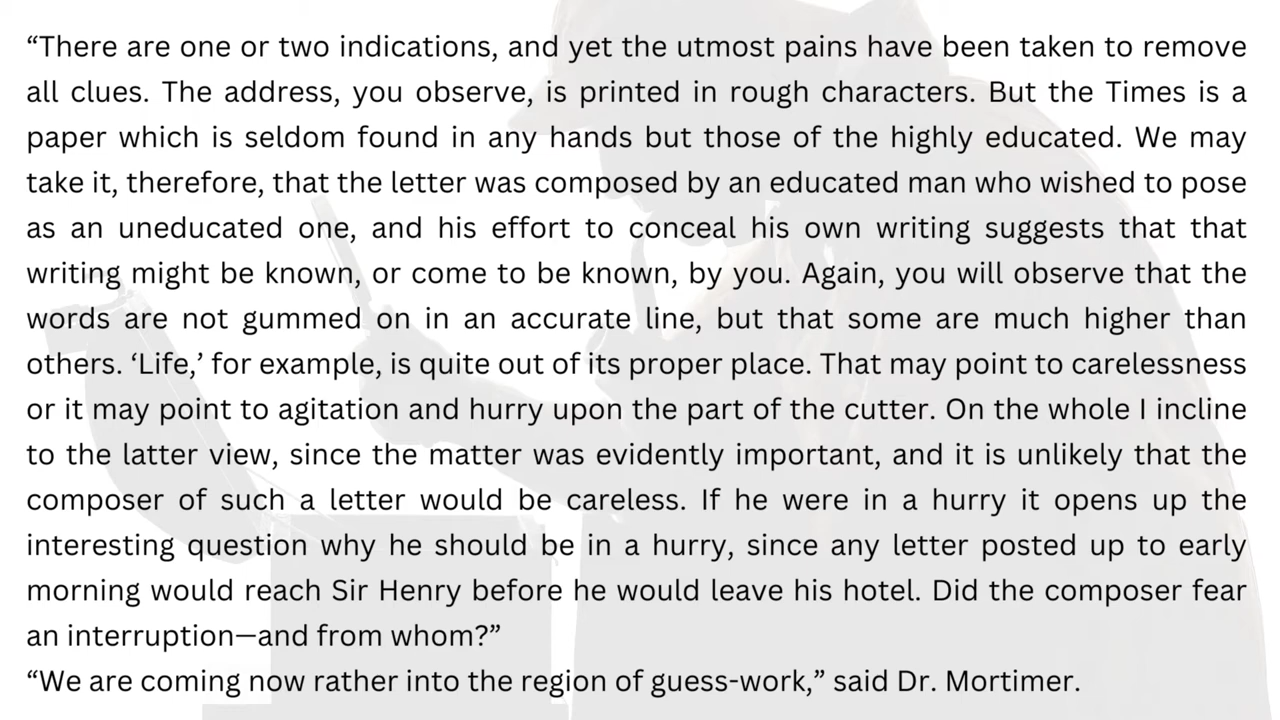 “There are one or two indications, and yet the utmost pains have been taken to remove
all clues. The address, you observe, is printed in rough characters. But the Times is a
paper which is seldom found in any hands but those of the highly educated. We may
take it, therefore, that the letter was composed by an educated man who wished to pose
as an uneducated one, and his effort to conceal his own writing suggests that that
writing might be known, or come to be known, by you. Again, you will observe that the
words are not gummed on in an accurate line, but that some are much higher than
others. ‘Life,’ for example, is quite out of its proper place. That may point to carelessness
or it may point to agitation and hurry upon the part of the cutter. On the whole I incline
to the latter view, since the matter was evidently important, and it is unlikely that the
composer of such a letter would be careless. If he were in a hurry it opens up the
interesting question why he should be in a hurry, since any letter posted up to early
morning would reach Sir Henry before he would leave his hotel. Did the composer fear
an interruption—and from whom?”
“We are coming now rather into the region of guess-work,” said Dr. Mortimer.